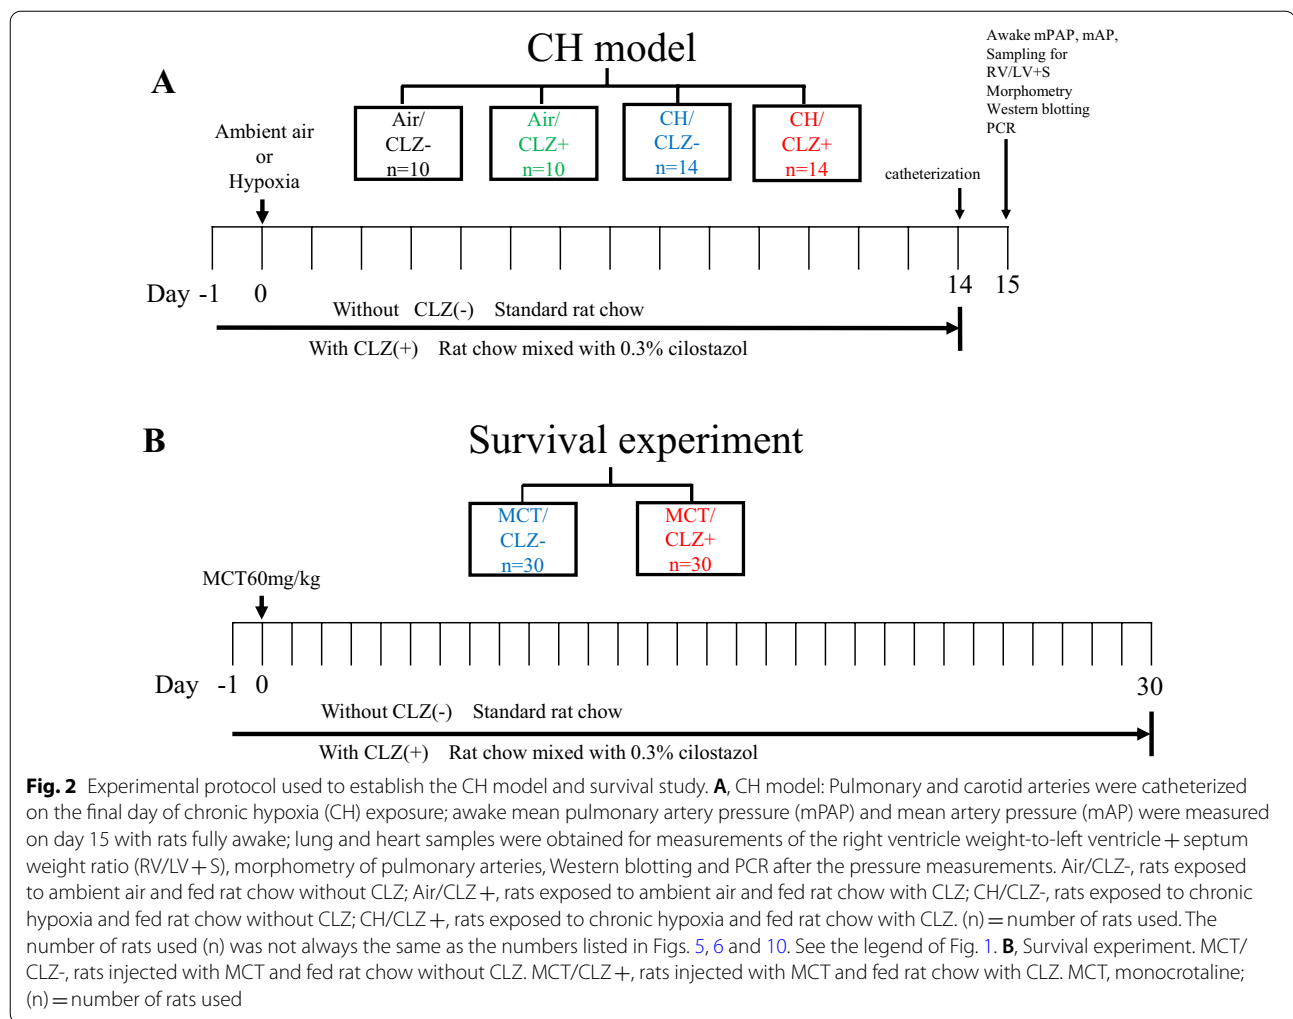 CH model
A
Air/
CLZ-
n=10
Air/
CLZ+
n=10
CH/
CLZ-
n=14
CH/
CLZ+
n=14
Ambient air
or
Hypoxia
catheterization
Awake mPAP, mAP,
Sampling for
RV/LV+S
Morphometry
Western blotting
PCR
Day -1 0 14 15
Without CLZ(-) Standard rat chow
With CLZ(+) Rat chow mixed with 0.3% cilostazol
B
Survival experiment
MCT/
CLZ-
n=30
MCT/
CLZ+
n=30
MCT60mg/kg
Day -1 0 30
Without CLZ(-) Standard rat chow
With CLZ(+) Rat chow mixed with 0.3% cilostazol
Fig. 2 Experimental protocol used to establish the CH model and survival study. A, CH model: Pulmonary and carotid arteries were catheterized
on the final day of chronic hypoxia (CH) exposure; awake mean pulmonary artery pressure (mPAP) and mean artery pressure (mAP) were measured
on day 15 with rats fully awake; lung and heart samples were obtained for measurements of the right ventricle weight-to-left ventricle + septum
weight ratio (RV/LV + S), morphometry of pulmonary arteries, Western blotting and PCR after the pressure measurements. Air/CLZ-, rats exposed
to ambient air and fed rat chow without CLZ; Air/CLZ +, rats exposed to ambient air and fed rat chow with CLZ; CH/CLZ-, rats exposed to chronic
hypoxia and fed rat chow without CLZ; CH/CLZ +, rats exposed to chronic hypoxia and fed rat chow with CLZ. (n) = number of rats used. The
number of rats used (n) was not always the same as the numbers listed in Figs. 5, 6 and 10. See the legend of Fig. 1. B, Survival experiment. MCT/
CLZ-, rats injected with MCT and fed rat chow without CLZ. MCT/CLZ +, rats injected with MCT and fed rat chow with CLZ. MCT, monocrotaline;
(n) = number of rats used